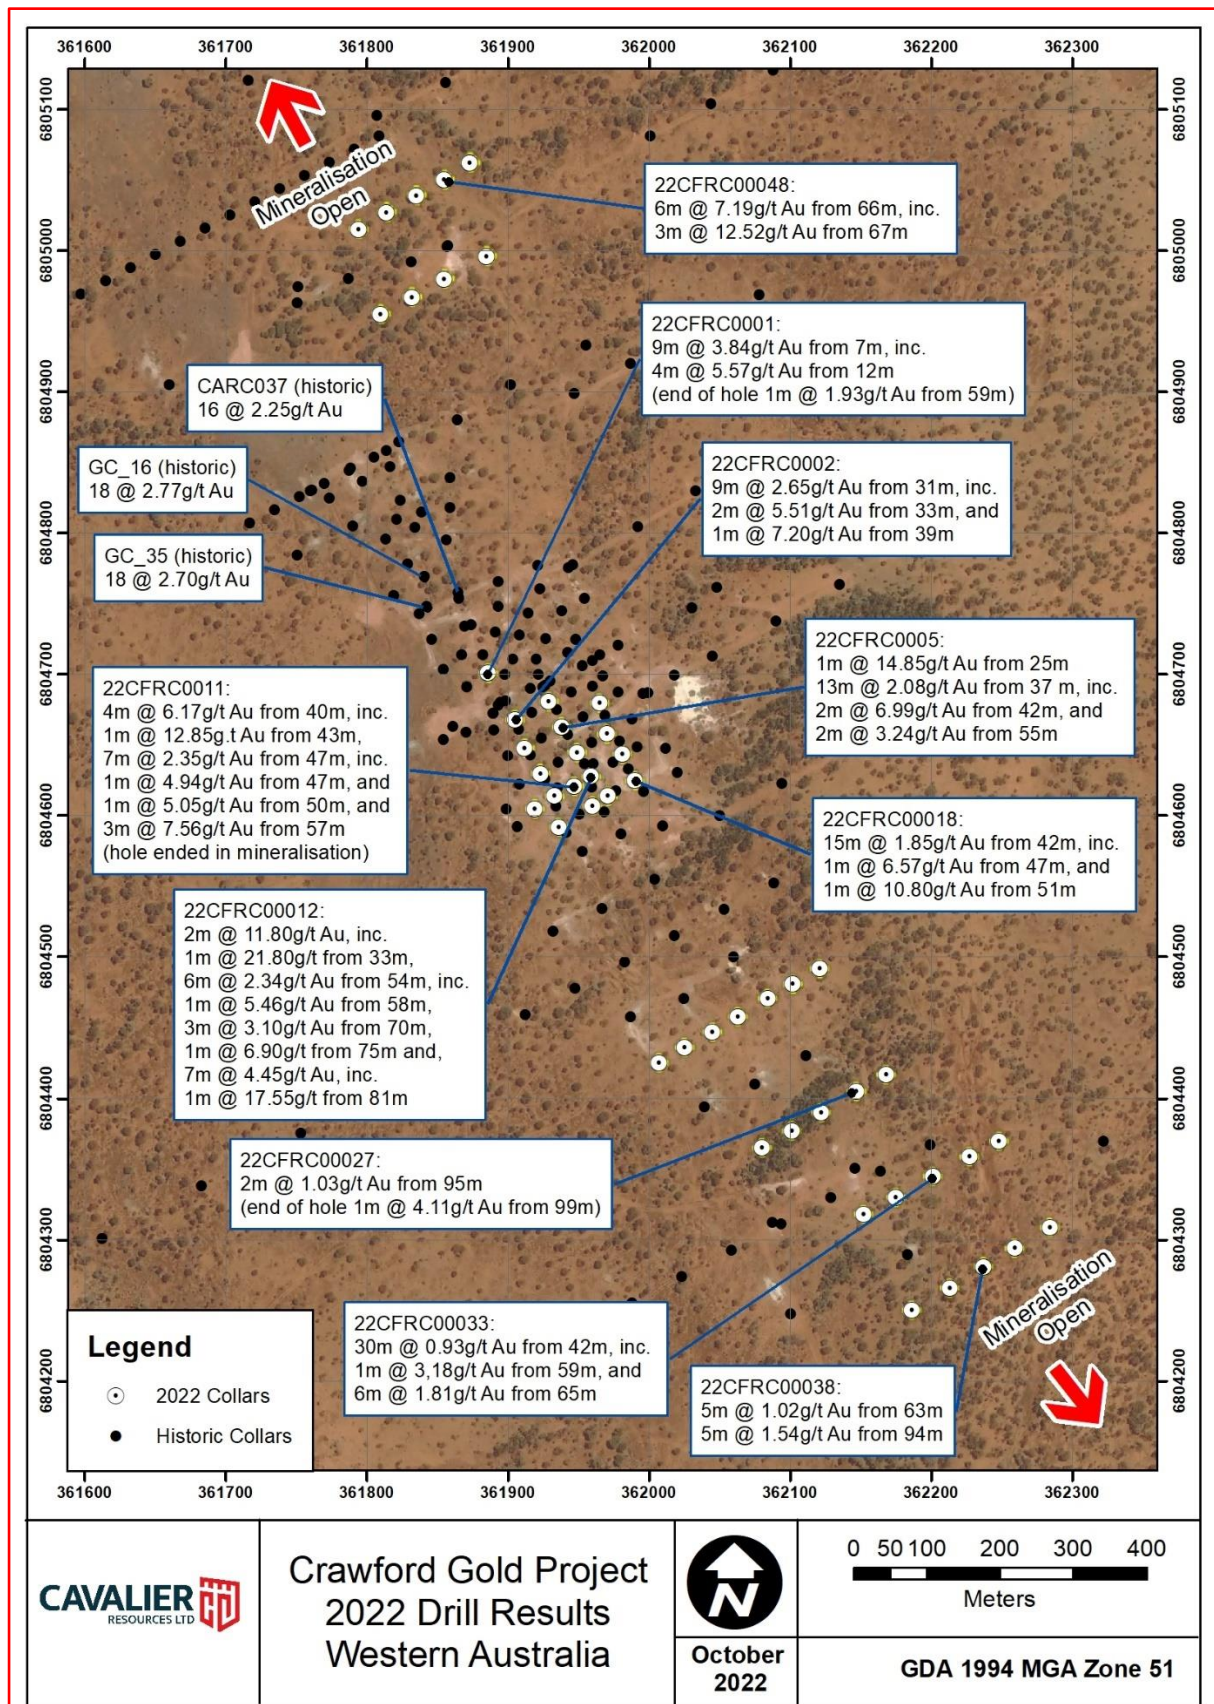 361600 361700 361800 361900 362000 362100 362200 362300
6805100
6805000
6804900
6804800
6804700
6804600
6804500
6804400
6804300
6804200
6805100
6805000
6804900
6804800
6804700
6804600
6804500
6804400
6804300
6804200
Mineralisation
Open
22CFRC00048:
6m @ 7.19g/t Au from 66m, inc.
3m @ 12.52g/t Au from 67m
22CFRC0001:
9m @ 3.84g/t Au from 7m, inc.
4m @ 5.57g/t Au from 12m
(end of hole 1m @ 1.93g/t Au from 59m)
CARC037 (historic)
16 @ 2.25g/t Au
GC_16 (historic)
18 @ 2.77g/t Au
22CFRC0002:
9m @ 2.65g/t Au from 31m, inc.
2m @ 5.51g/t Au from 33m, and
1m @ 7.20g/t Au from 39m
GC_35 (historic)
18 @ 2.70g/t Au
22CFRC0005:
1m @ 14.85g/t Au from 25m
13m @ 2.08g/t Au from 37 m, inc.
2m @ 6.99g/t Au from 42m, and
2m @ 3.24g/t Au from 55m
22CFRC0011:
4m @ 6.17g/t Au from 40m, inc.
1m @ 12.85g.t Au from 43m,
7m @ 2.35g/t Au from 47m, inc.
1m @ 4.94g/t Au from 47m, and
1m @ 5.05g/t Au from 50m, and
3m @ 7.56g/t Au from 57m
(hole ended in mineralisation)
22CFRC00018:
15m @ 1.85g/t Au from 42m, inc.
1m @ 6.57g/t Au from 47m, and
1m @ 10.80g/t Au from 51m
22CFRC00012:
2m @ 11.80g/t Au, inc.
1m @ 21.80g/t from 33m,
6m @ 2.34g/t Au from 54m, inc.
1m @ 5.46g/t Au from 58m,
3m @ 3.10g/t Au from 70m,
1m @ 6.90g/t from 75m and,
7m @ 4.45g/t Au, inc.
1m @ 17.55g/t from 81m
22CFRC00027:
2m @ 1.03g/t Au from 95m
(end of hole 1m @ 4.11g/t Au from 99m)
22CFRC00033:
30m @ 0.93g/t Au from 42m, inc.
1m @ 3,18g/t Au from 59m, and
6m @ 1.81g/t Au from 65m
Mineralisation
Open
22CFRC00038:
5m @ 1.02g/t Au from 63m
5m @ 1.54g/t Au from 94m
Legend
2022 Collars
Historic Collars
361600 361700 361800 361900 362000 362100 362200 362300
CAVALIER
RESOURCES LTD
Crawford Gold Project
2022 Drill Results
Western Australia
N
October
2022
0 50 100 200 300 400
Meters
GDA 1994 MGA Zone 51